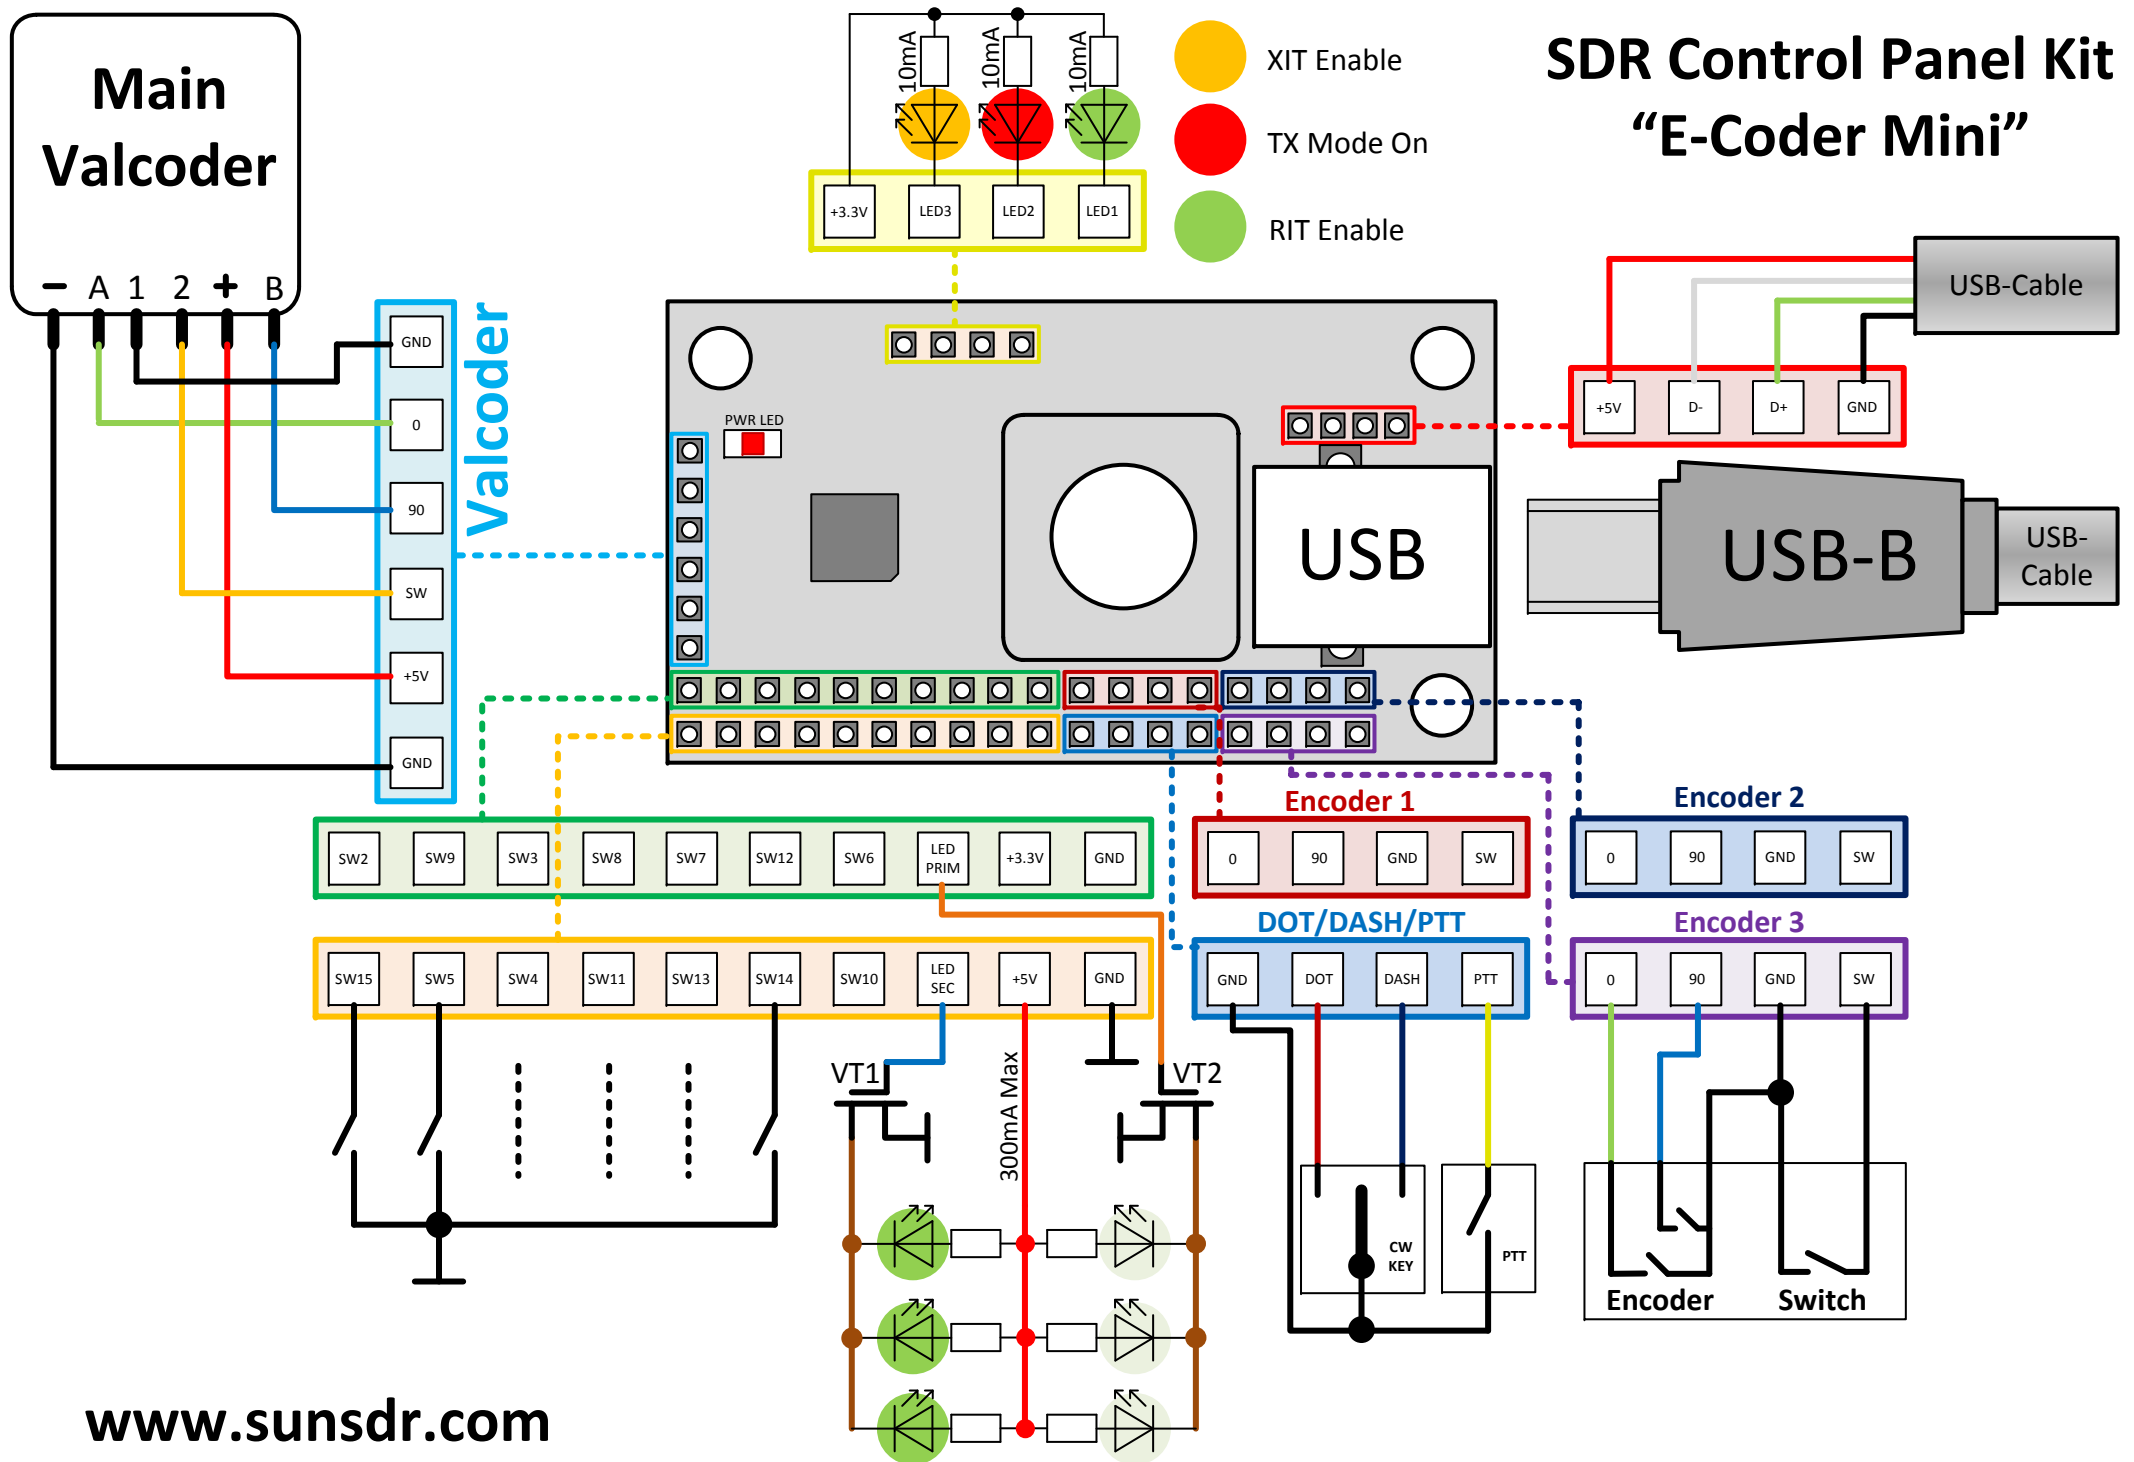 SDR Control Panel Kit
“E-Coder Mini”
Main
Valcoder
− A 1 2 + B
10mA
10mA
10mA
XIT Enable
TX Mode On
RIT Enable
+3.3V LED3 LED2 LED1
Valcoder
GND
0
90
SW
+5V
GND
PWR LED
USB
USB-Cable
+5V D- D+ GND
USB-B
USB-
Cable
SW2 SW9 SW3 SW8 SW7 SW12 SW6 LED PRIM +3.3V GND
Encoder 1
0 90 GND SW
Encoder 2
0 90 GND SW
SW15 SW5 SW4 SW11 SW13 SW14 SW10 LED SEC +5V GND
DOT/DASH/PTT
GND DOT DASH PTT
Encoder 3
0 90 GND SW
VT1
300mA Max
VT2
CW
KEY
PTT
Encoder
Switch
www.sunsdr.com